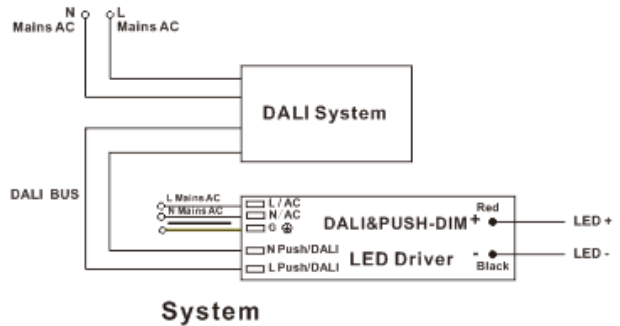 N L
Mains AC Mains AC
DALI System
DALI BUS
L Mains AC
N Mains AC
L / AC
N/AC
G
N Push/DALI
L Push/DALI
DALI&PUSH-DIM
LED Driver
+ Red
- Black
LED +
LED -
System